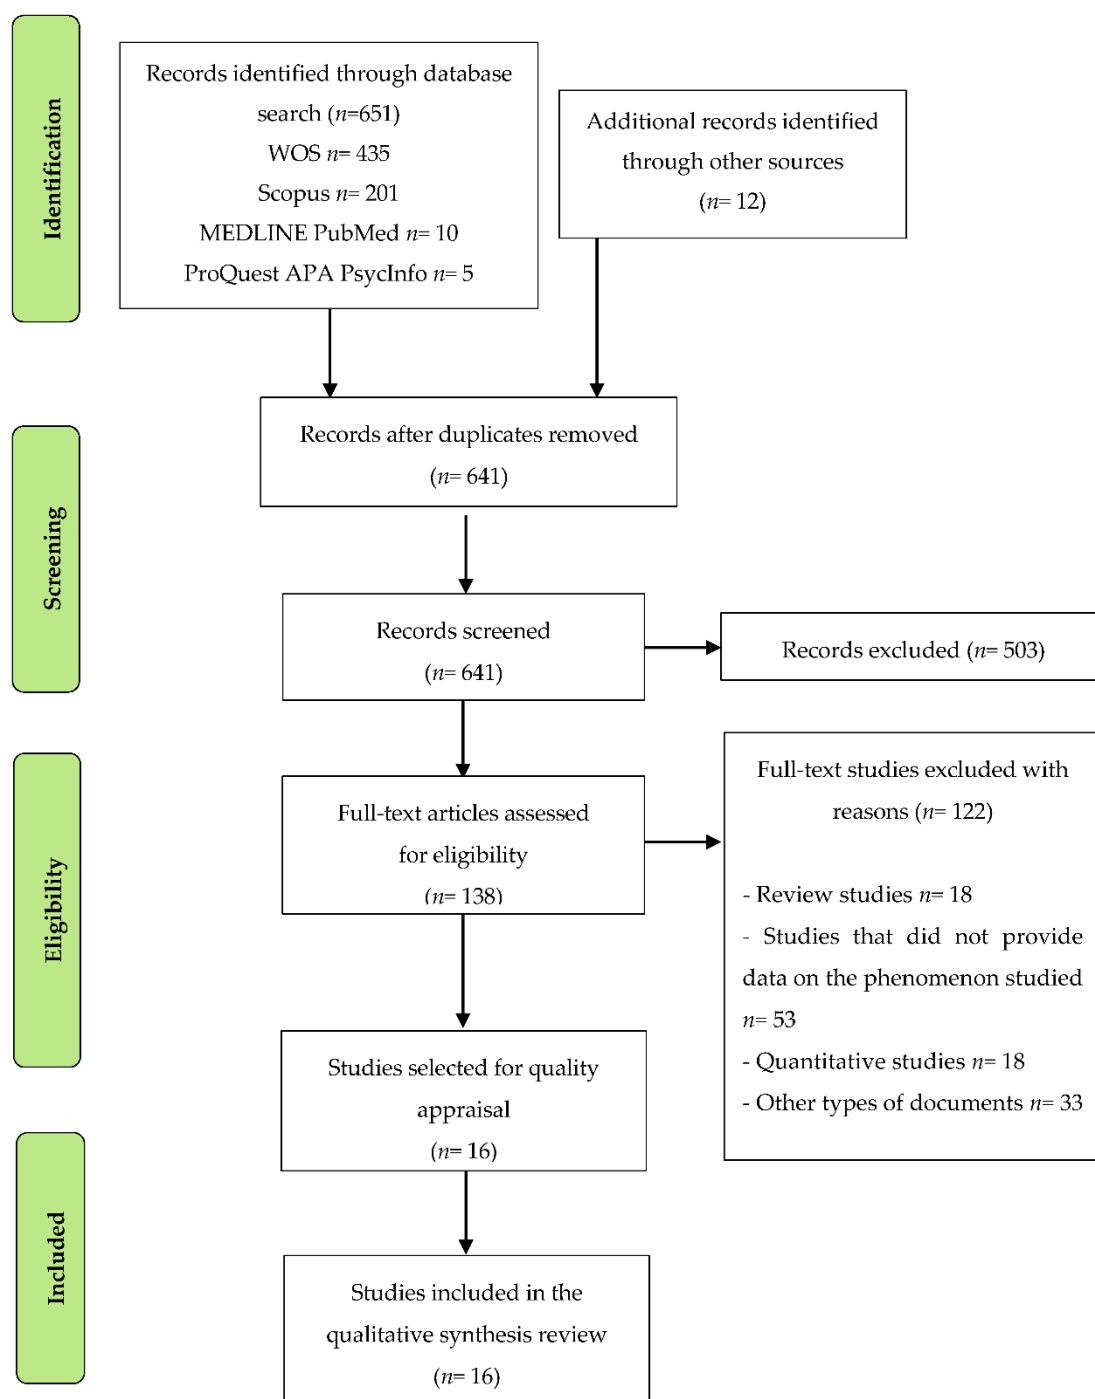 Identification
Records identified through database
search (n=651)
WOS n= 435
Scopus n= 201
MEDLINE PubMed n= 10
ProQuest APA PsycInfo n= 5
Additional records identified
through other sources
(n= 12)
Screening
Records after duplicates removed
(n= 641)
Records screened
(n= 641)
Records excluded (n= 503)
Eligibility
Full-text articles assessed
for eligibility
(n= 138)
Full-text studies excluded with
reasons (n= 122)
- Review studies n= 18
- Studies that did not provide
data on the phenomenon studied
n= 53
- Quantitative studies n= 18
- Other types of documents n= 33
Studies selected for quality
appraisal
(n= 16)
Included
Studies included in the
qualitative synthesis review
(n= 16)